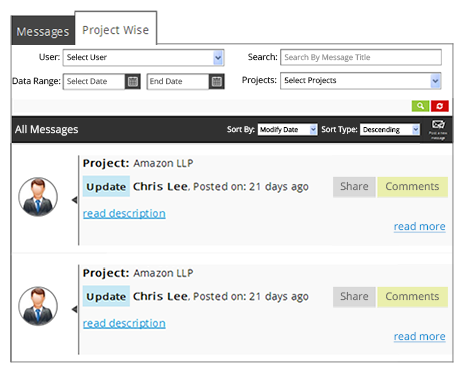 Messages Project Wise
User: Select User Search: Search By Message Title
Data Range: Select Date End Date Projects: Select Projects
All Messages Sort By: Modify Date Sort Type: Descending Post a new
message
Project: Amazon LLP
Update Chris Lee, Posted on: 21 days ago Share Comments
read description
read more
Project: Amazon LLP
Update Chris Lee, Posted on: 21 days ago Share Comments
read description
read more